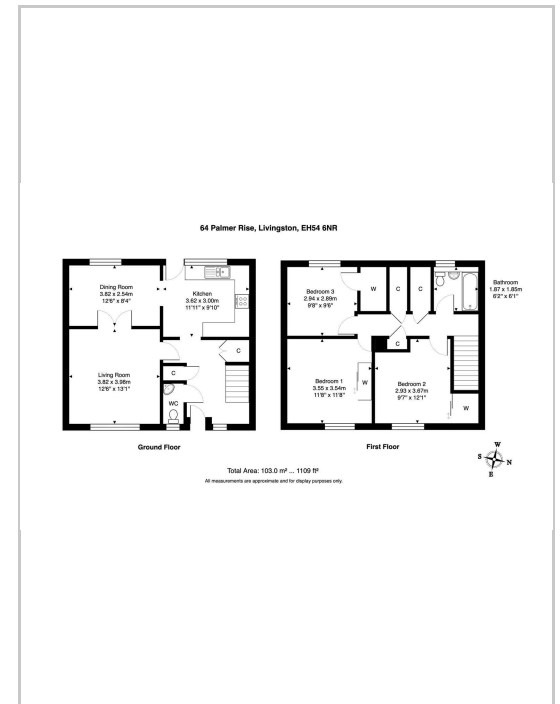 64 Palmer Rise, Livingston, EH54 6NR
Dining Room
3.82 x 2.54m
12'6" x 8'4"
Kitchen
3.62 x 3.00m
11'11" x 9'10"
C
Living Room
3.82 x 3.98m
12'6" x 13'1"
C
WC
Ground Floor
Bedroom 3
2.94 x 2.89m
9'8" x 9'6"
W
C
C
Bathroom
1.87 x 1.85m
6'2" x 6'1"
C
Bedroom 1
3.55 x 3.54m
11'8" x 11'8"
W
Bedroom 2
2.93 x 3.67m
9'7" x 12'1"
W
First Floor
W
S
N
E
Total Area: 103.0 m² ... 1109 ft²
All measurements are approximate and for display purposes only.